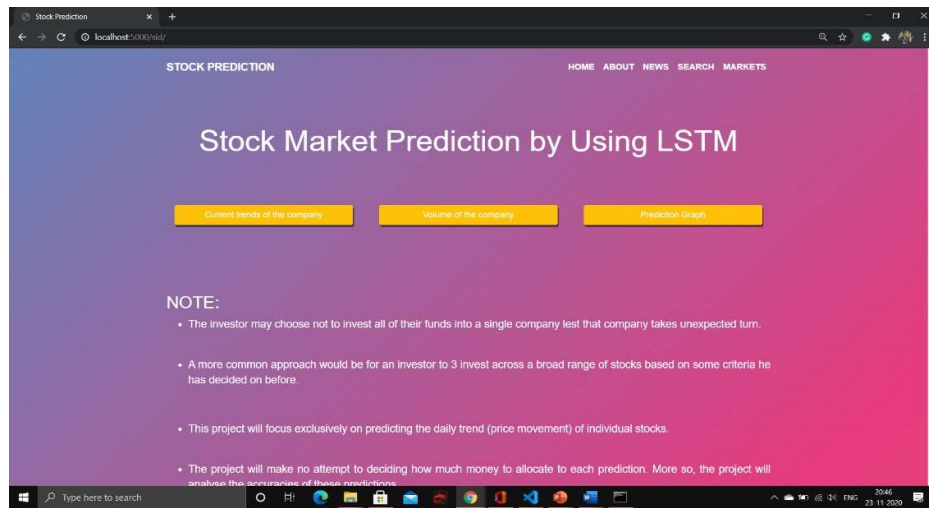 Stock Prediction
localhost:5000/sid/
STOCK PREDICTION
HOME ABOUT NEWS SEARCH MARKETS
Stock Market Prediction by Using LSTM
Current trends of the company
Volume of the company
Prediction Graph
NOTE:
• The investor may choose not to invest all of their funds into a single company lest that company takes unexpected turn.
• A more common approach would be for an investor to 3 invest across a broad range of stocks based on some criteria he
has decided on before.
• This project will focus exclusively on predicting the daily trend (price movement) of individual stocks.
• The project will make no attempt to deciding how much money to allocate to each prediction. More so, the project will
analyse the accuracies of these predictions
Type here to search
ENG
20:46
23-11-2020